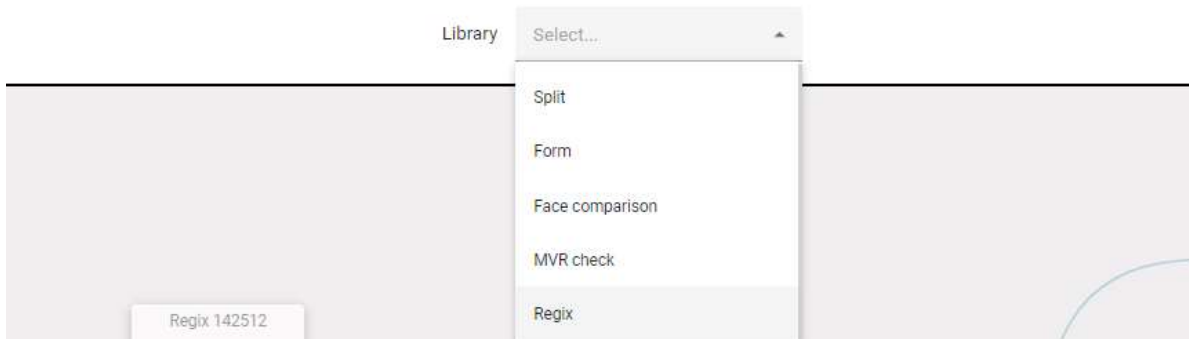 Library Select...
Split
Form
Face comparison
MVR check
Regix
Regix 142512